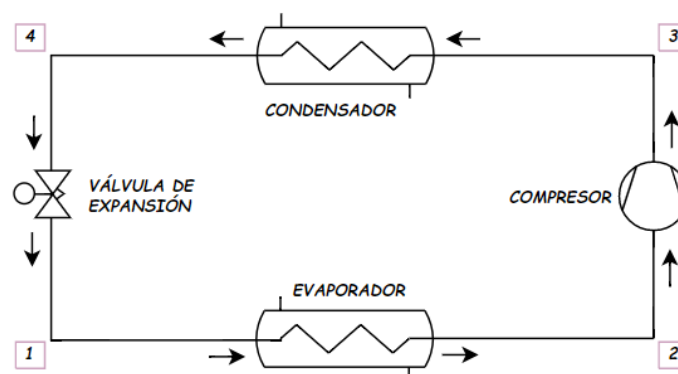 4
3
CONDENSADOR
VÁLVULA DE
EXPANSIÓN
COMPRESOR
EVAPORADOR
1
2